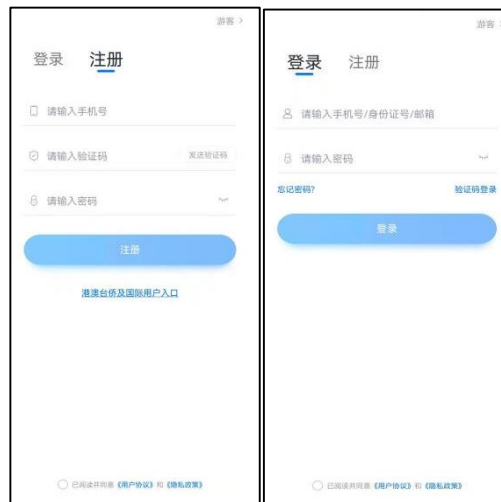 游客 >
登录 注册
请输入手机号
请输入验证码 发送验证码
请输入密码
注册
港澳台侨及国际用户入口
已阅读并同意《用户协议》和《隐私政策》
游客 >
登录 注册
请输入手机号/身份证号/邮箱
请输入密码
忘记密码? 验证码登录
登录
已阅读并同意《用户协议》和《隐私政策》